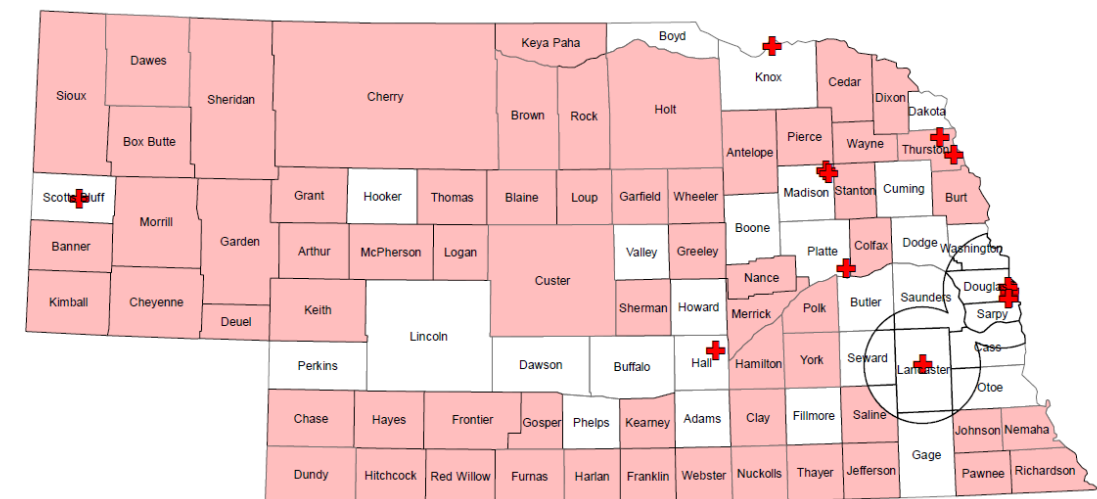 Boyd
Keya Paha
Knox
Dawes
Cedar
Sioux
Sheridan
Cherry
Dixon
Holt
Dakota
Brown
Rock
Box Butte
Pierce
Wayne
Thurston
Antelope
Scotts Bluff
Grant
Hooker
Thomas
Blaine
Loup
Garfield
Wheeler
Madison
Stanton
Cuming
Burt
Morrill
Boone
Banner
Garden
Arthur
McPherson
Logan
Valley
Greeley
Platte
Colfax
Dodge
Washington
Custer
Nance
Douglas
Kimball
Cheyenne
Keith
Sherman
Howard
Merrick
Polk
Butler
Saunders
Sarpy
Deuel
Lincoln
Perkins
Dawson
Buffalo
Hall
Hamilton
York
Seward
Lancaster
Cass
Otoe
Chase
Hayes
Frontier
Gosper
Phelps
Kearney
Adams
Clay
Fillmore
Saline
Johnson
Nemaha
Gage
Dundy
Hitchcock
Red Willow
Furnas
Harlan
Franklin
Webster
Nuckolls
Thayer
Jefferson
Pawnee
Richardson